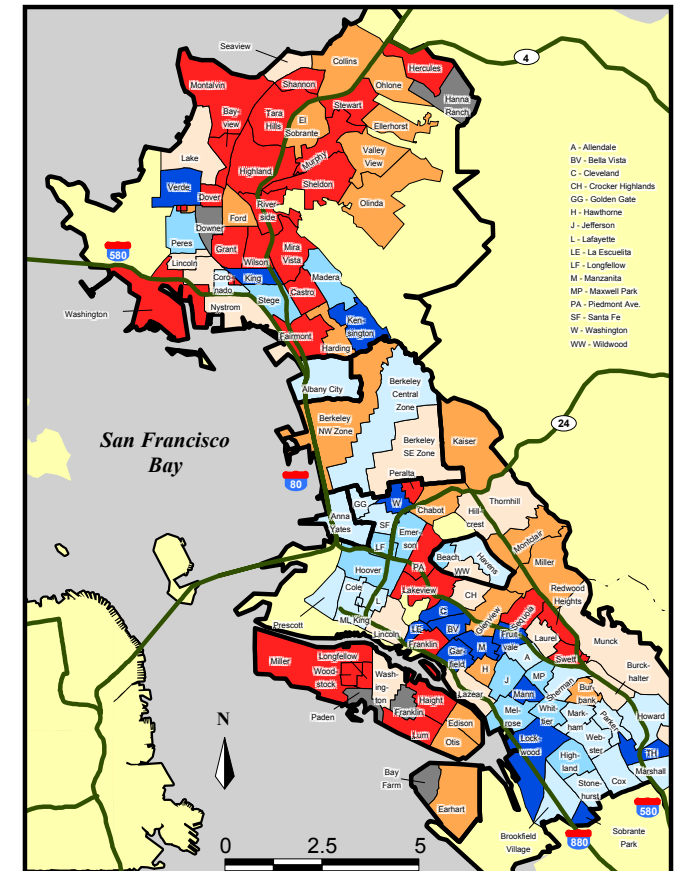 Seaview
Collins
4
Hercules
Montalvin
Shannon
Ohlone
Hanna
Ranch
Stewart
Bay-
view
Tara
Hills
El
Sobrante
Ellerhorst
A - Allendale
BV - Bella Vista
C - Cleveland
CH - Crocker Highlands
GG - Golden Gate
H - Hawthorne
J - Jefferson
L - Lafayette
LE - La Escuelita
LF - Longfellow
M - Manzanita
MP - Maxwell Park
PA - Piedmont Ave.
SF - Santa Fe
W - Washington
WW - Wildwood
Lake
Valley
View
Murphy
Highland
Sheldon
Verde
Dover
River-
side
Olinda
Ford
Downer
Peres
Grant
Mira
Vista
580
Lincoln
Wilson
Madera
Coro-
nado
King
Stege
Castro
Nystrom
Washington
Ken-
sington
Fairmont
Harding
Albany City
Berkeley
Central
Zone
Berkeley
NW Zone
24
San Francisco
Bay
Berkeley
SE Zone
Kaiser
Peralta
80
W
GG
Chabot
Thornhill
Anna
Yates
SF
Hill-
crest
Emer-
son
LF
Montclair
Beach
Havens
Miller
Hoover
PA
WW
Cole
Lakeview
CH
Redwood
Heights
L
ML King
C
Glenview
Sequoia
Prescott
Lincoln
LE
BV
Fruit-
vale
Laurel
Munck
Franklin
Gar-
field
M
A
Swett
Miller
Longfellow
Wood-
stock
H
MP
Burck-
halter
Wash-
ing-
ton
J
Mann
Sherman
Bur-
bank
Lazear
Paden
Franklin
Haight
Mel-
rose
Whit-
tier
Mark-
ham
Parker
Howard
Lum
Edison
Otis
Lock-
wood
Web-
ster
TH
N
High-
land
Marshall
Bay
Farm
Stone-
hurst
Cox
580
Earhart
Brookfield
Village
Sobrante
Park
880
0 2.5 5